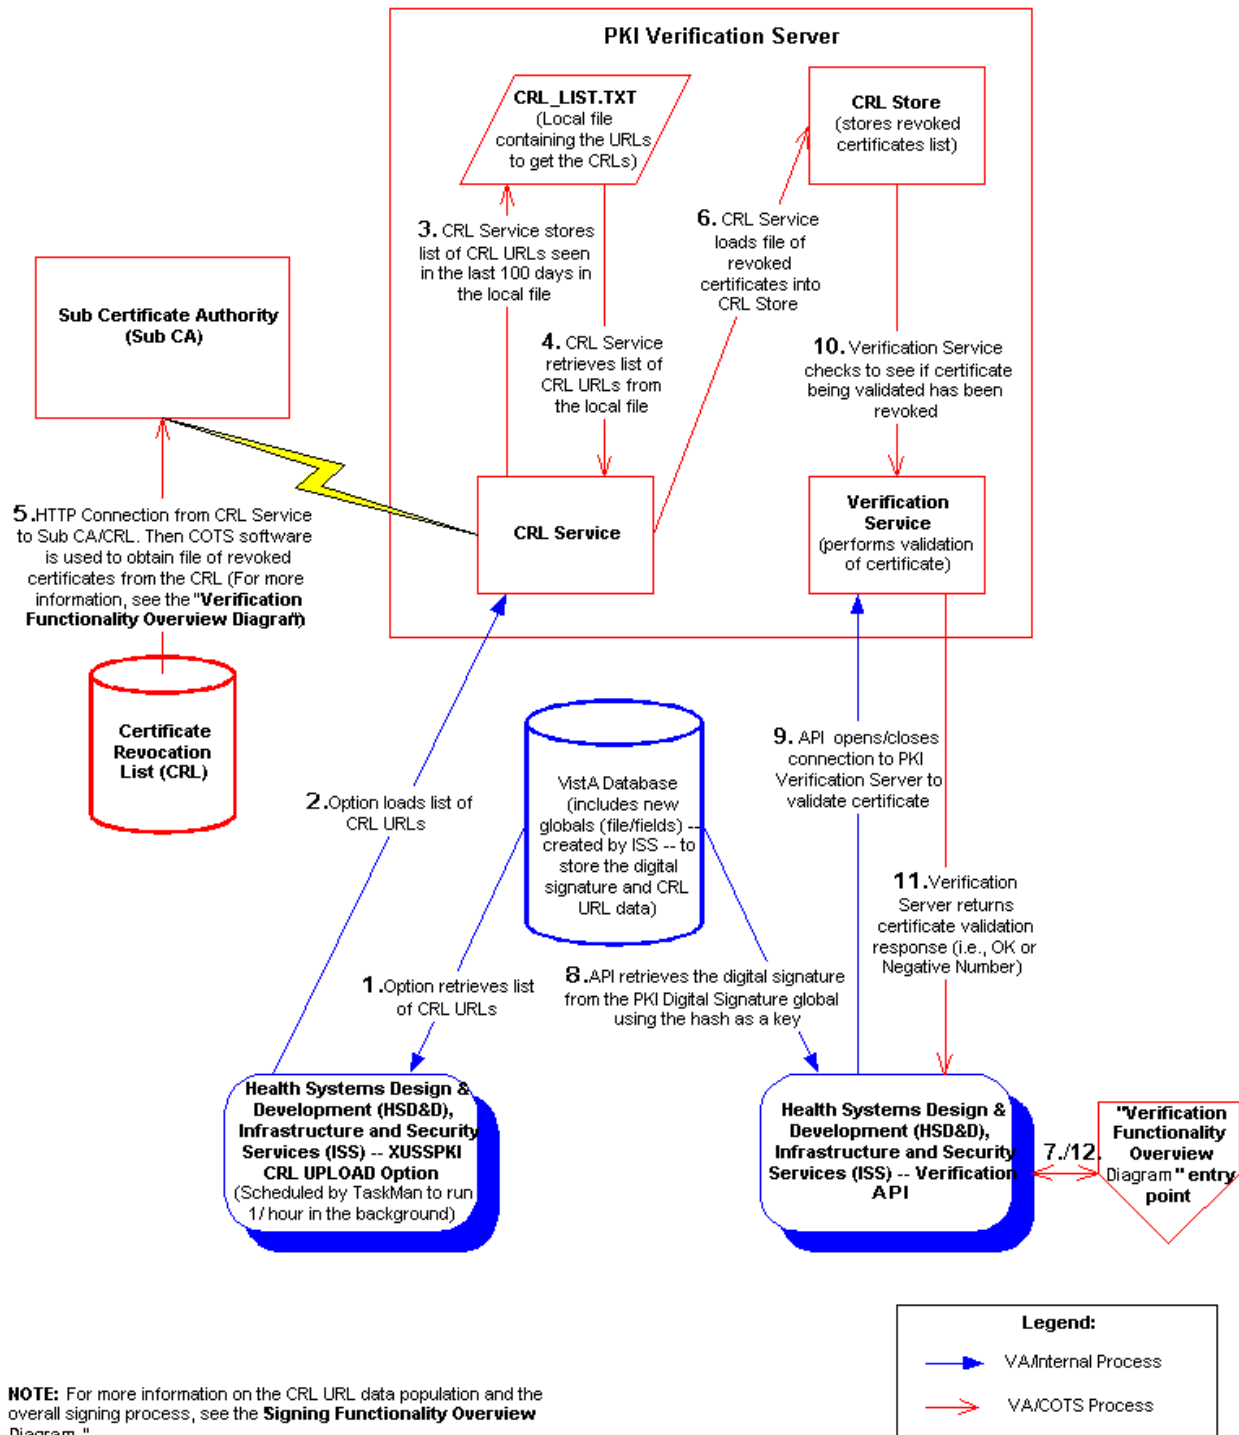 PKI Verification Server
CRL_LIST.TXT
(Local file
containing the URLs
to get the CRLs)
CRL Store
(stores revoked
certificates list)
3. CRL Service stores
list of CRL URLs seen
in the last 100 days in
the local file
6. CRL Service
loads file of
revoked
certificates into
CRL Store
Sub Certificate Authority
(Sub CA)
4. CRL Service
retrieves list of
CRL URLs from
the local file
10. Verification Service
checks to see if certificate
being validated has been
revoked
5.HTTP Connection from CRL Service
to Sub CA/CRL. Then COTS software
is used to obtain file of revoked
certificates from the CRL (For more
information, see the "Verification
Functionality Overview Diagram")
CRL Service
Verification
Service
(performs validation
of certificate)
Certificate
Revocation
List (CRL)
2.Option loads list of
CRL URLs
VistA Database
(includes new
globals (file/fields) --
created by ISS -- to
store the digital
signature and CRL
URL data)
9. API opens/closes
connection to PKI
Verification Server to
validate certificate
11.Verification
Server returns
certificate validation
response (i.e., OK or
Negative Number)
1.Option retrieves list
of CRL URLs
8.API retrieves the digital signature
from the PKI Digital Signature global
using the hash as a key
Health Systems Design &
Development (HSD&D),
Infrastructure and Security
Services (ISS) -- XUSSPKI
CRL UPLOAD Option
(Scheduled by TaskMan to run
1/ hour in the background)
Health Systems Design &
Development (HSD&D),
Infrastructure and Security
Services (ISS) -- Verification
API
7./12.
"Verification
Functionality
Overview
Diagram" entry
point
Legend:
VA/Internal Process
VA/COTS Process
NOTE: For more information on the CRL URL data population and the
overall signing process, see the Signing Functionality Overview
Diagram."